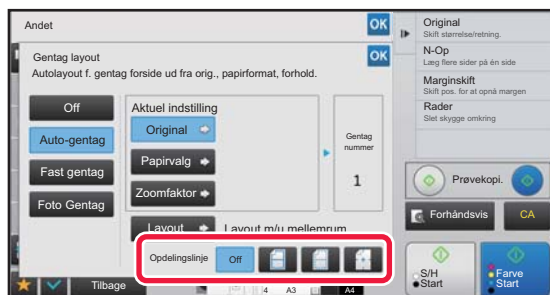 Andet
OK
Gentag layout
OK
Autolayout f. gentag forside ud fra orig., papirformat, forhold.
Off
Auto-gentag
Fast gentag
Foto Gentag
Aktuel indstilling
Original
Papirvalg
Zoomfaktor
Layout
Layout m/u mellemrum
Gentag
nummer
1
Opdelingslinje
Off
Tilbage
4
A3
A4
Original
Skift størrelse/retning.
N-Op
Læg flere sider på én side
Marginskift
Skift pos. for at opnå margen
Rader
Slet skygge omkring
Prøvekopi.
Forhåndsvis
CA
S/H
Start
Farve
Start